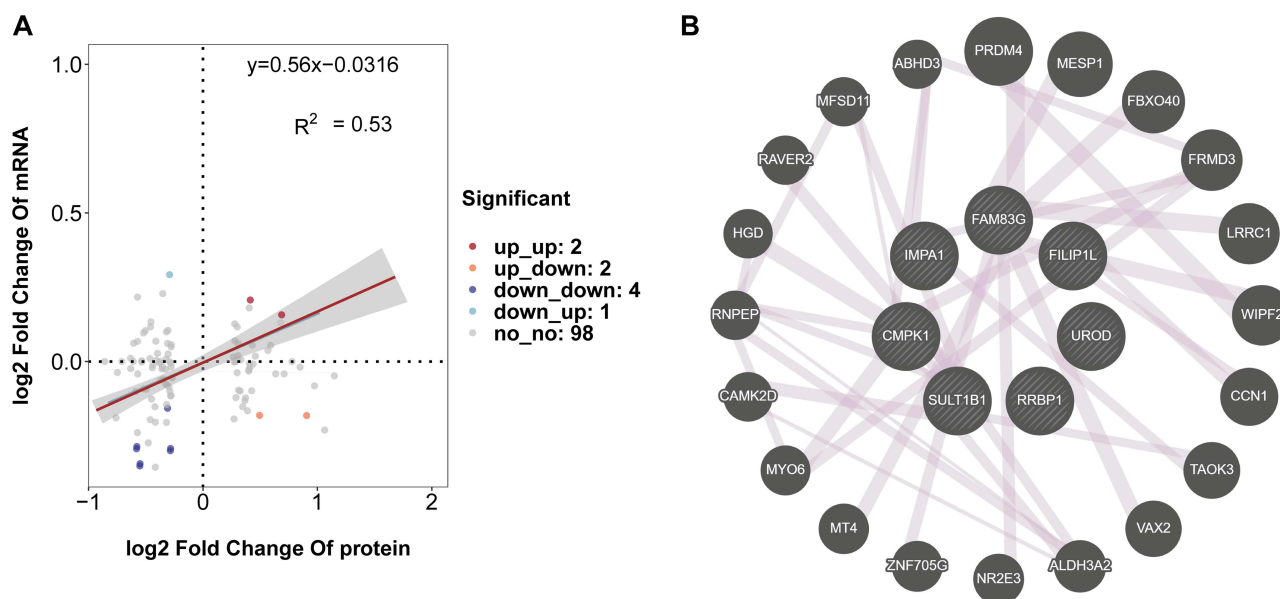 A
y=0.56x−0.0316
R2 = 0.53
1.0
0.5
0.0
−1
0
1
2
log2 Fold Change Of mRNA
log2 Fold Change Of protein
Significant
up_up: 2
up_down: 2
down_down: 4
down_up: 1
no_no: 98
B
PRDM4
MESP1
ABHD3
FBXO40
MFSD11
FRMD3
RAVER2
FAM83G
LRRC1
HGD
IMPA1
FILIP1L
RNPEP
WIPF2
CMPK1
UROD
CAMK2D
SULT1B1
RRBP1
CCN1
MYO6
TAOK3
MT4
VAX2
ZNF705G
NR2E3
ALDH3A2